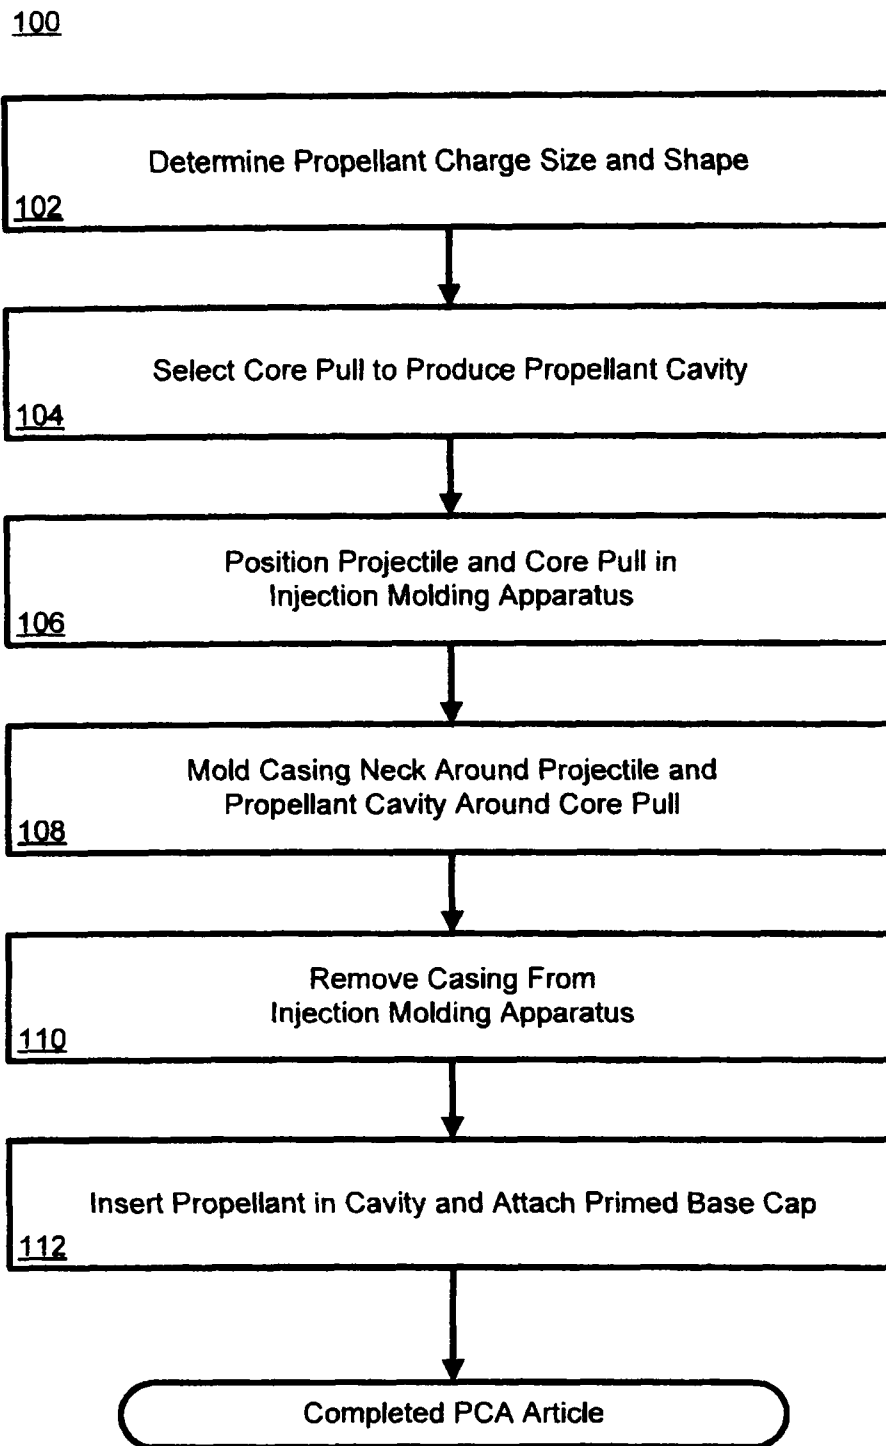 100
Determine Propellant Charge Size and Shape
102
Select Core Pull to Produce Propellant Cavity
104
Position Projectile and Core Pull in
Injection Molding Apparatus
106
Mold Casing Neck Around Projectile and
Propellant Cavity Around Core Pull
108
Remove Casing From
Injection Molding Apparatus
110
Insert Propellant in Cavity and Attach Primed Base Cap
112
Completed PCA Article